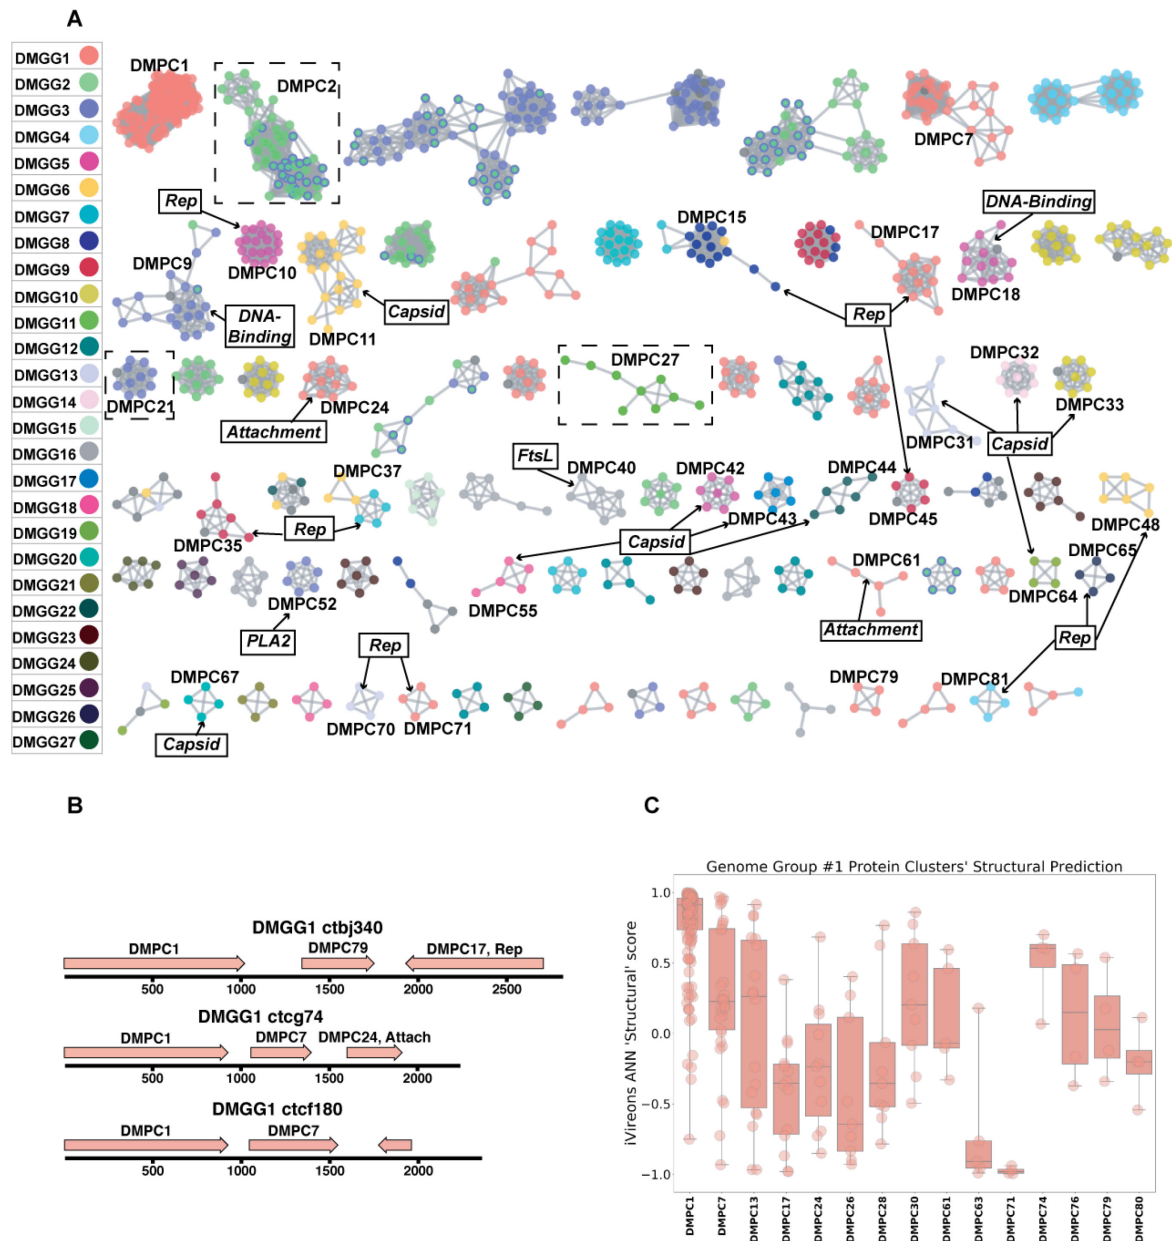 A
DMGG1
DMGG2
DMGG3
DMGG4
DMGG5
DMGG6
DMGG7
DMGG8
DMGG9
DMGG10
DMGG11
DMGG12
DMGG13
DMGG14
DMGG15
DMGG16
DMGG17
DMGG18
DMGG19
DMGG20
DMGG21
DMGG22
DMGG23
DMGG24
DMGG25
DMGG26
DMGG27
DMPC1
DMPC2
DMPC7
Rep
DMPC10
DMPC9
DNA-
Binding
DMPC11
Capsid
DMPC15
DMPC17
DNA-Binding
DMPC18
Rep
DMPC21
DMPC24
Attachment
DMPC27
DMPC31
DMPC32
DMPC33
Capsid
DMPC35
Rep
DMPC37
FtsL
DMPC40
DMPC42
DMPC43
DMPC44
DMPC45
DMPC48
Capsid
DMPC52
PLA2
DMPC55
DMPC61
Attachment
DMPC64
DMPC65
Rep
DMPC67
Capsid
Rep
DMPC70
DMPC71
DMPC79
DMPC81
B
DMGG1 ctbj340
DMPC1 DMPC79 DMPC17, Rep
500 1000 1500 2000 2500
DMGG1 ctcg74
DMPC1 DMPC7 DMPC24, Attach
500 1000 1500 2000
DMGG1 ctcf180
DMPC1 DMPC7
500 1000 1500 2000
C
Genome Group #1 Protein Clusters' Structural Prediction
iVireons ANN 'Structural' score
1.0
0.5
0.0
−0.5
−1.0
DMPC1
DMPC7
DMPC13
DMPC17
DMPC24
DMPC26
DMPC28
DMPC30
DMPC61
DMPC63
DMPC71
DMPC74
DMPC76
DMPC79
DMPC80